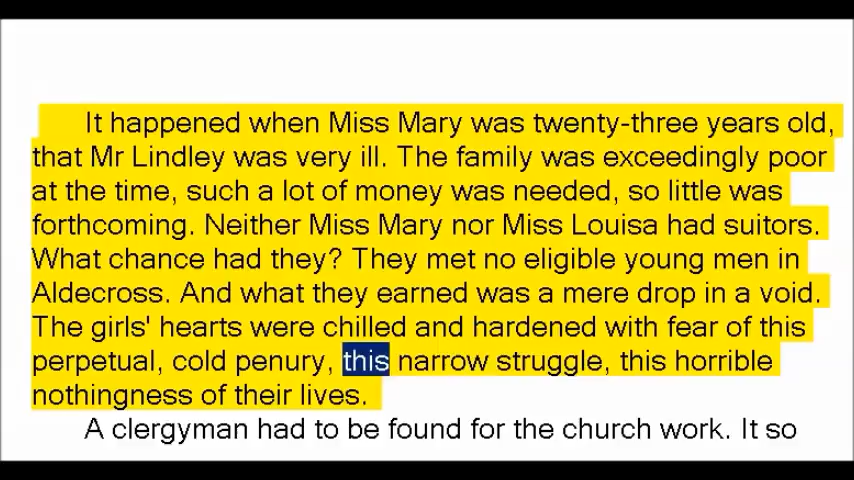 It happened when Miss Mary was twenty-three years old,
that Mr Lindley was very ill. The family was exceedingly poor
at the time, such a lot of money was needed, so little was
forthcoming. Neither Miss Mary nor Miss Louisa had suitors.
What chance had they? They met no eligible young men in
Aldecross. And what they earned was a mere drop in a void.
The girls' hearts were chilled and hardened with fear of this
perpetual, cold penury, this narrow struggle, this horrible
nothingness of their lives.
A clergyman had to be found for the church work. It so